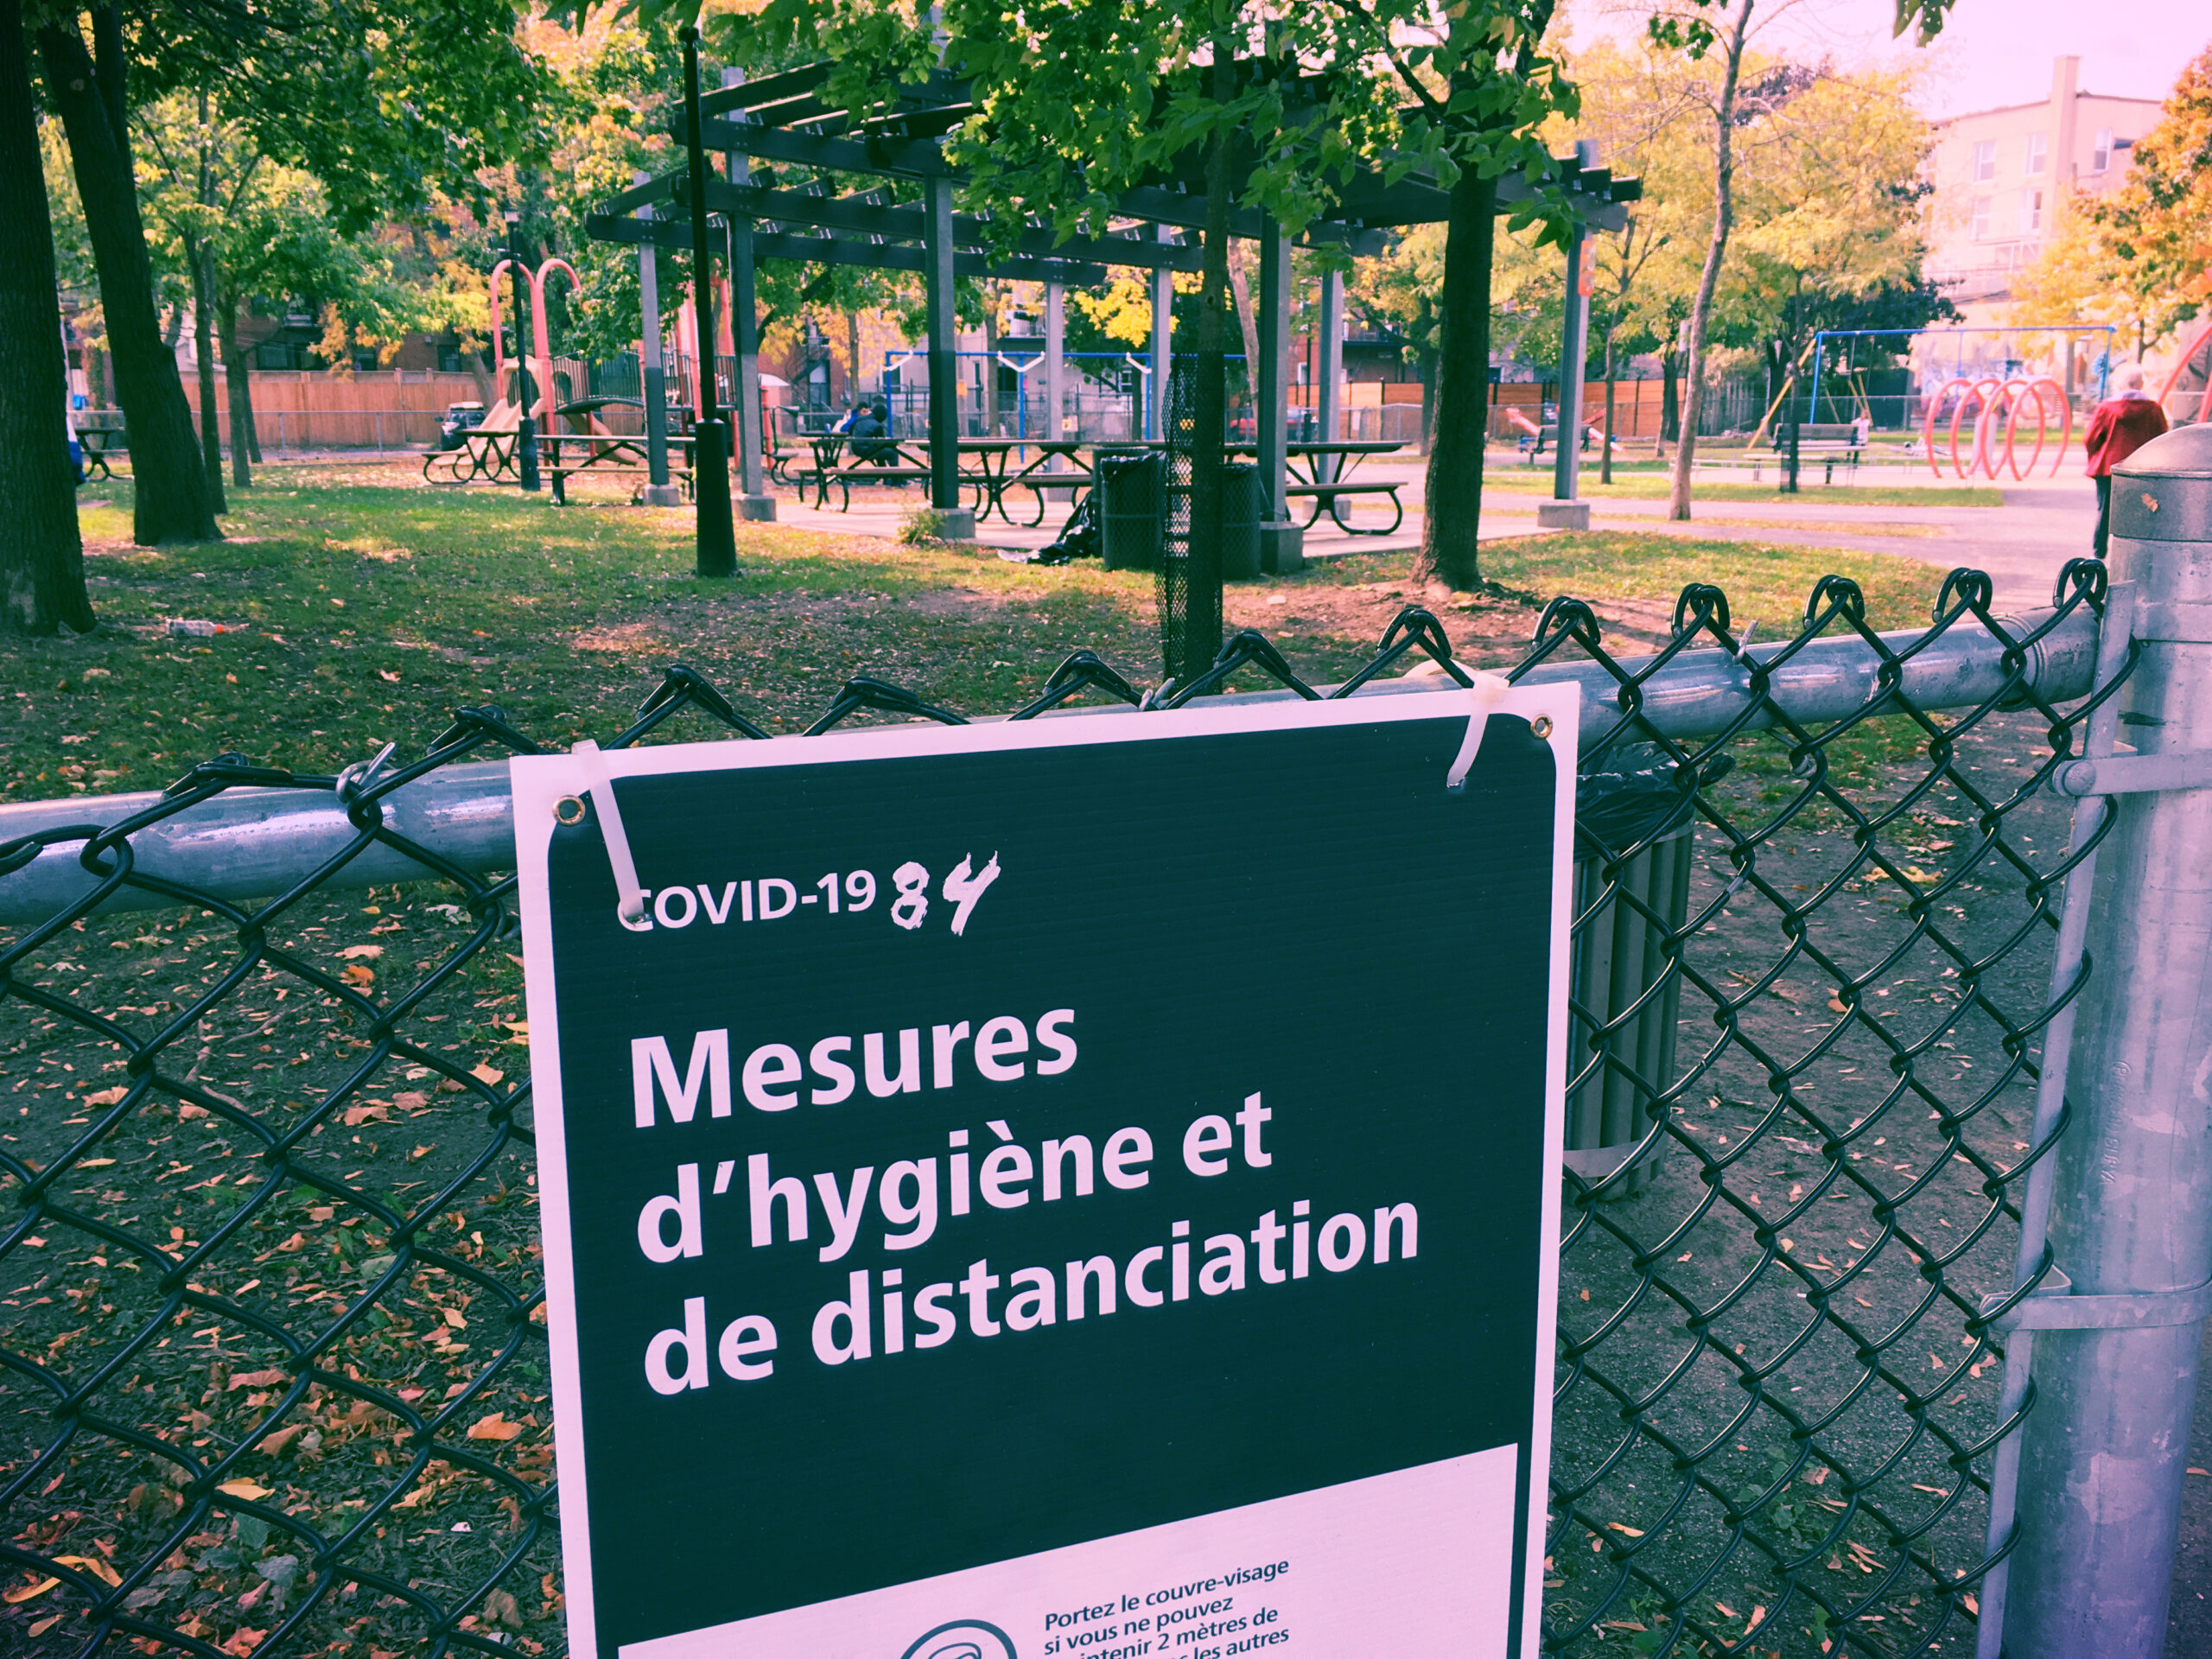 COVID-19 84
Mesures
d'hygiène et
de distanciation
Portez le couvre-visage
si vous ne pouvez
2 mètres de
les autres